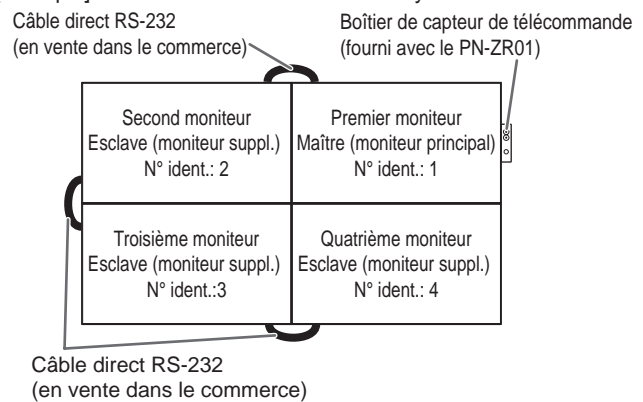 Câble direct RS-232
(en vente dans le commerce)
Boîtier de capteur de télécommande
(fourni avec le PN-ZR01)
Second moniteur
Esclave (moniteur suppl.)
N° ident.: 2
Premier moniteur
Maître (moniteur principal)
N° ident.: 1
Troisième moniteur
Esclave (moniteur suppl.)
N° ident.:3
Quatrième moniteur
Esclave (moniteur suppl.)
N° ident.: 4
Câble direct RS-232
(en vente dans le commerce)